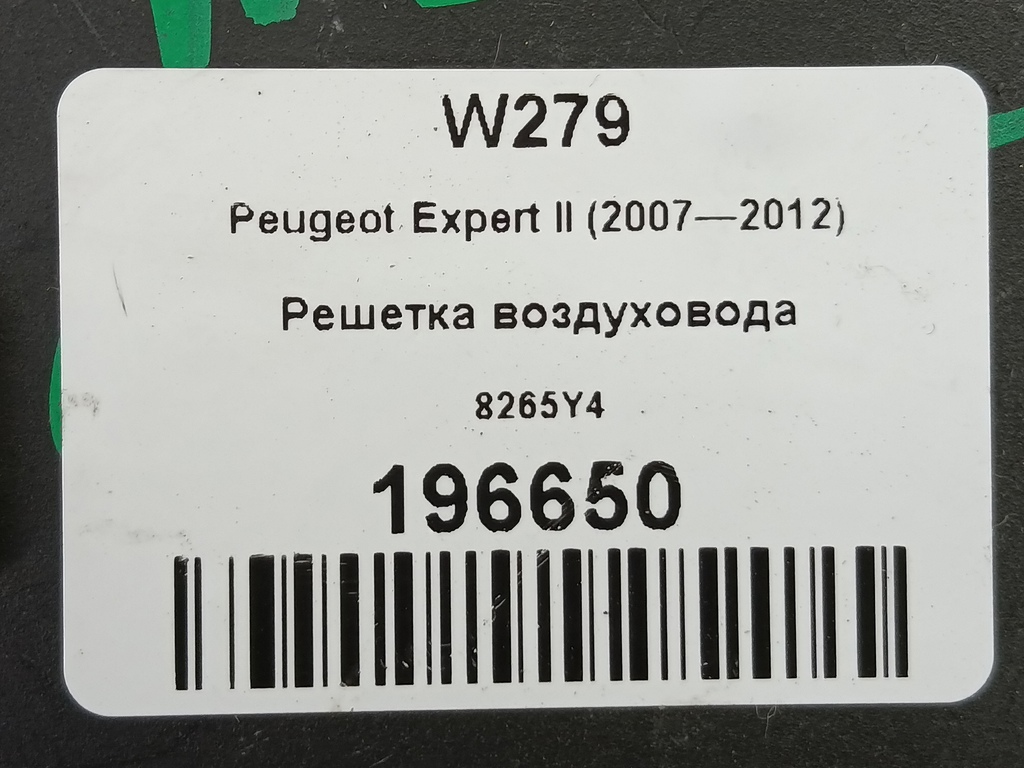 W279
Peugeot Expert II (2007—2012)
Решетка воздуховода
8265Y4
196650